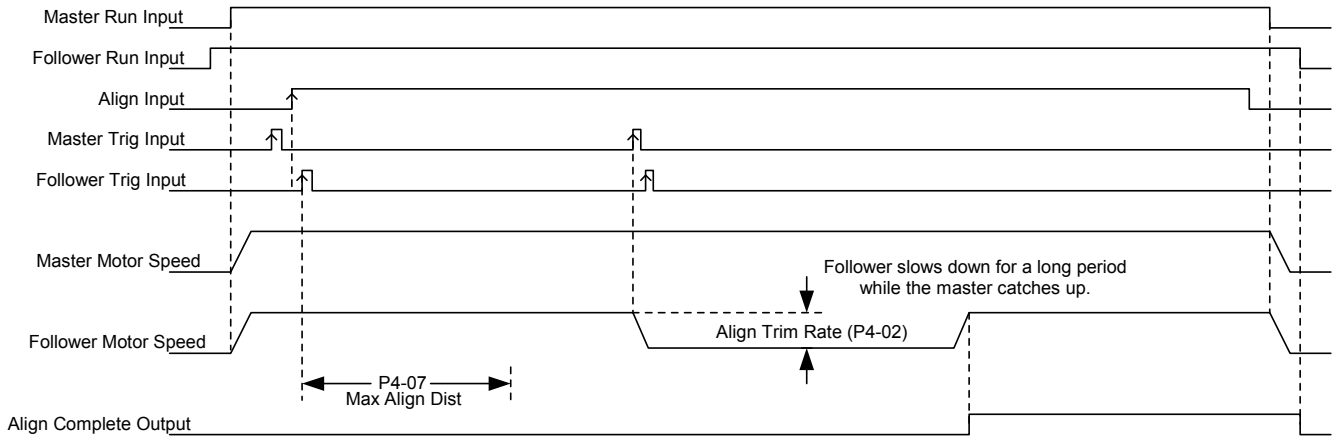 Master Run Input
Follower Run Input
Align Input
Master Trig Input
Follower Trig Input
Master Motor Speed
Follower slows down for a long period
while the master catches up.
Follower Motor Speed
Align Trim Rate (P4-02)
P4-07
Max Align Dist
Align Complete Output